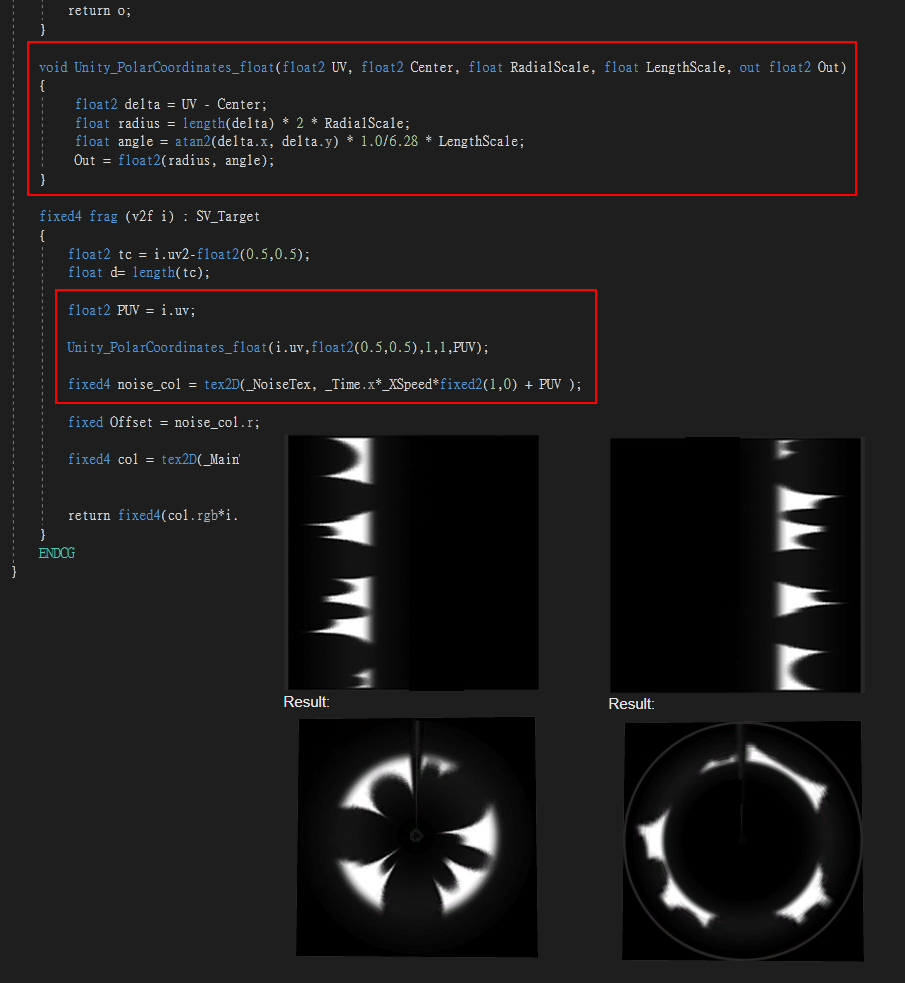 return o;
}
void Unity_PolarCoordinates_float(float2 UV, float2 Center, float RadialScale, float LengthScale, out float2 Out)
{
float2 delta = UV - Center;
float radius = length(delta) * 2 * RadialScale;
float angle = atan2(delta.x, delta.y) * 1.0/6.28 * LengthScale;
Out = float2(radius, angle);
}
fixed4 frag (v2f i) : SV_Target
{
float2 tc = i.uv2-float2(0.5,0.5);
float d= length(tc);
float2 PUV = i.uv;
Unity_PolarCoordinates_float(i.uv,float2(0.5,0.5),1,1,PUV);
fixed4 noise_col = tex2D(_NoiseTex, _Time.x*_XSpeed*fixed2(1,0) + PUV );
fixed Offset = noise_col.r;
fixed4 col = tex2D(_Main
return fixed4(col.rgb*i.
}
ENDCG
}
Result:
Result: